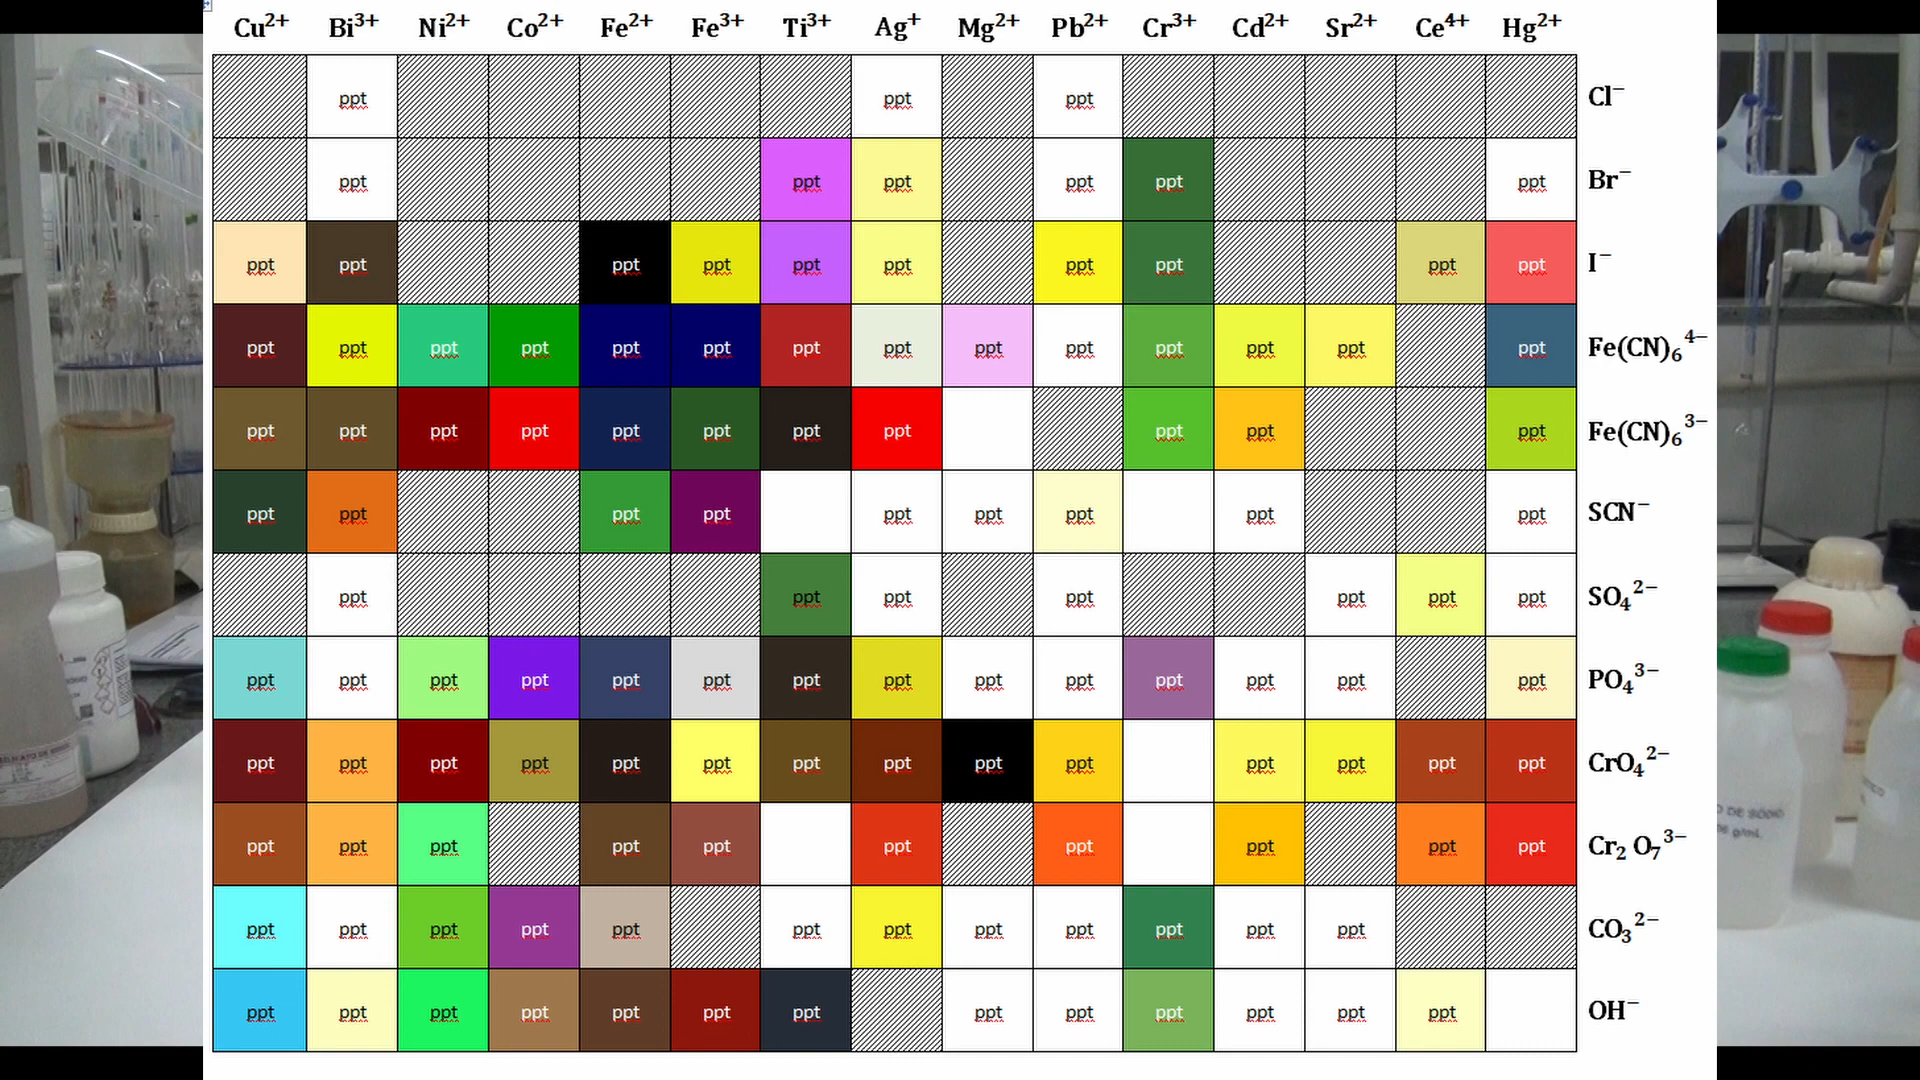 Cu2+ Bi3+ Ni2+ Co2+ Fe2+ Fe3+ Ti3+ Ag+ Mg2+ Pb2+ Cr3+ Cd2+ Sr2+ Ce4+ Hg2+
ppt ppt ppt Cl−
ppt ppt ppt ppt ppt ppt Br−
ppt ppt ppt ppt ppt ppt ppt ppt ppt ppt I−
ppt ppt ppt ppt ppt ppt ppt ppt ppt ppt ppt ppt ppt ppt Fe(CN)6 4−
ppt ppt ppt ppt ppt ppt ppt ppt ppt ppt ppt Fe(CN)6 3−
ppt ppt ppt ppt ppt ppt ppt ppt ppt SCN−
ppt ppt ppt ppt ppt ppt ppt SO4 2−
ppt ppt ppt ppt ppt ppt ppt ppt ppt ppt ppt ppt ppt ppt PO4 3−
ppt ppt ppt ppt ppt ppt ppt ppt ppt ppt ppt ppt ppt ppt CrO4 2−
ppt ppt ppt ppt ppt ppt ppt ppt ppt ppt Cr2 O7 3−
ppt ppt ppt ppt ppt ppt ppt ppt ppt ppt ppt ppt CO3 2−
ppt ppt ppt ppt ppt ppt ppt ppt ppt ppt ppt ppt ppt OH−
DE SODIO
g/mL